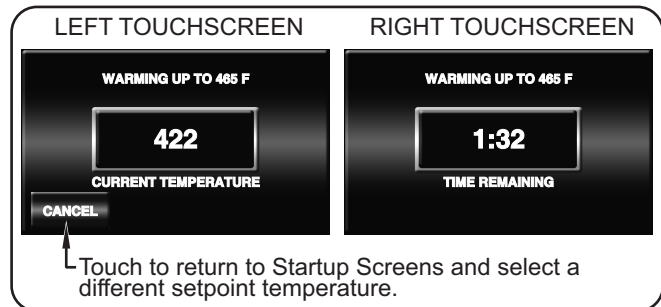 LEFT TOUCHSCREEN
RIGHT TOUCHSCREEN
WARMING UP TO 465 F
422
CURRENT TEMPERATURE
CANCEL
WARMING UP TO 465 F
1:32
TIME REMAINING
Touch to return to Startup Screens and select a
different setpoint temperature.